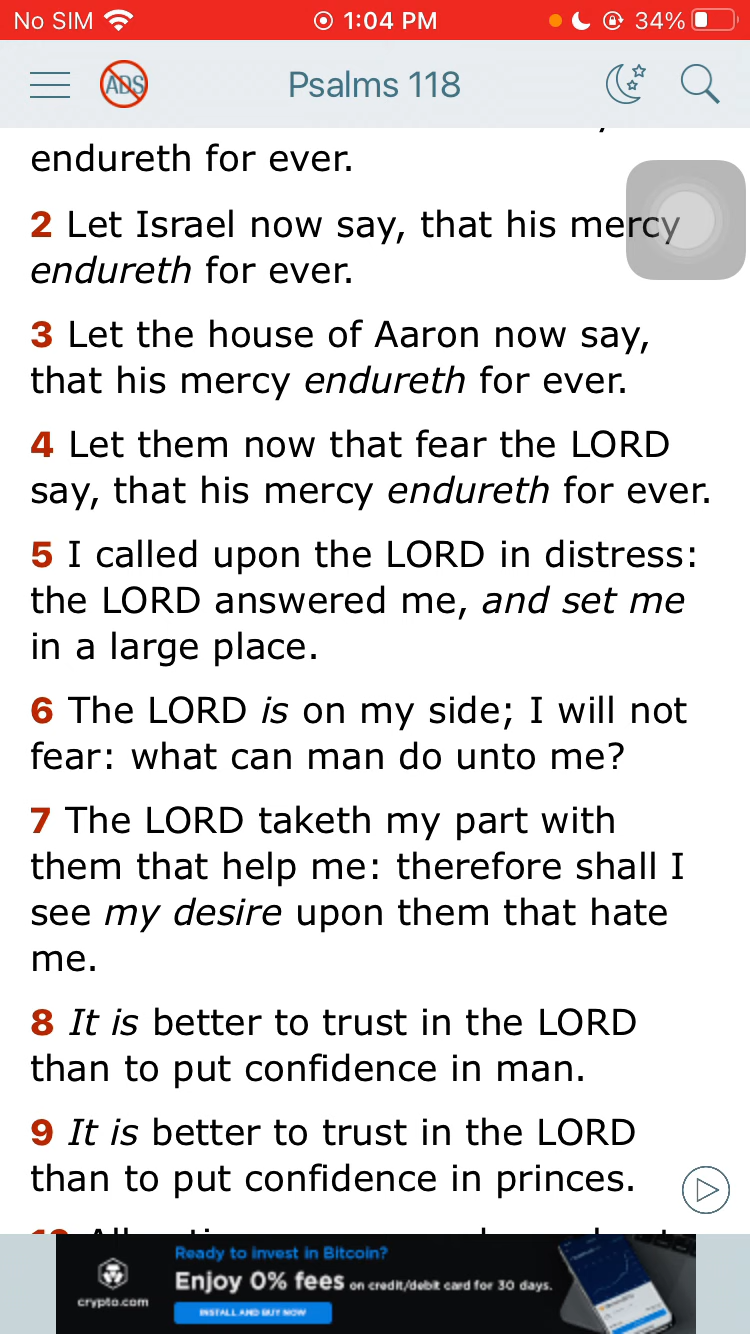 No SIM 1:04 PM 34%
ADS Psalms 118
endureth for ever.
2 Let Israel now say, that his mercy
endureth for ever.
3 Let the house of Aaron now say,
that his mercy endureth for ever.
4 Let them now that fear the LORD
say, that his mercy endureth for ever.
5 I called upon the LORD in distress:
the LORD answered me, and set me
in a large place.
6 The LORD is on my side; I will not
fear: what can man do unto me?
7 The LORD taketh my part with
them that help me: therefore shall I
see my desire upon them that hate
me.
8 It is better to trust in the LORD
than to put confidence in man.
9 It is better to trust in the LORD
than to put confidence in princes.
Ready to invest in Bitcoin?
Enjoy 0% fees on credit/debit card for 30 days.
crypto.com
INSTALL AND BUY NOW